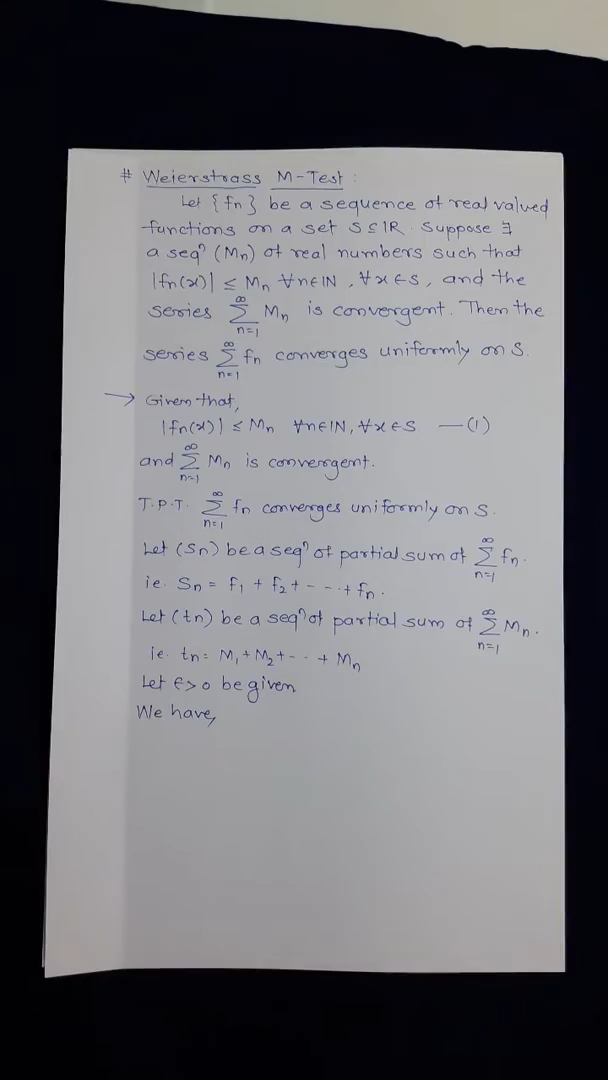 # Weierstrass M-Test :
Let {fn} be a sequence of real valued
functions on a set S ⊆ IR. Suppose ∃
a seqⁿ (Mn) of real numbers such that
|fn(x)| ≤ Mn ∀n∈IN, ∀x∈S, and the
series ∞∑n=1 Mn is convergent. Then the
series ∞∑n=1 fn converges uniformly on S.
→ Given that,
|fn(x)| ≤ Mn ∀n∈IN, ∀x∈S —(1)
and ∞∑n=1 Mn is convergent.
T.P.T. ∞∑n=1 fn converges uniformly on S.
Let (Sn) be a seqⁿ of partial sum of ∞∑n=1 fn.
ie. Sn = f1 + f2 + - - - + fn.
Let (tn) be a seqⁿ of partial sum of ∞∑n=1 Mn.
ie. tn = M1 + M2 + - - + Mn
Let ϵ>0 be given
We have,